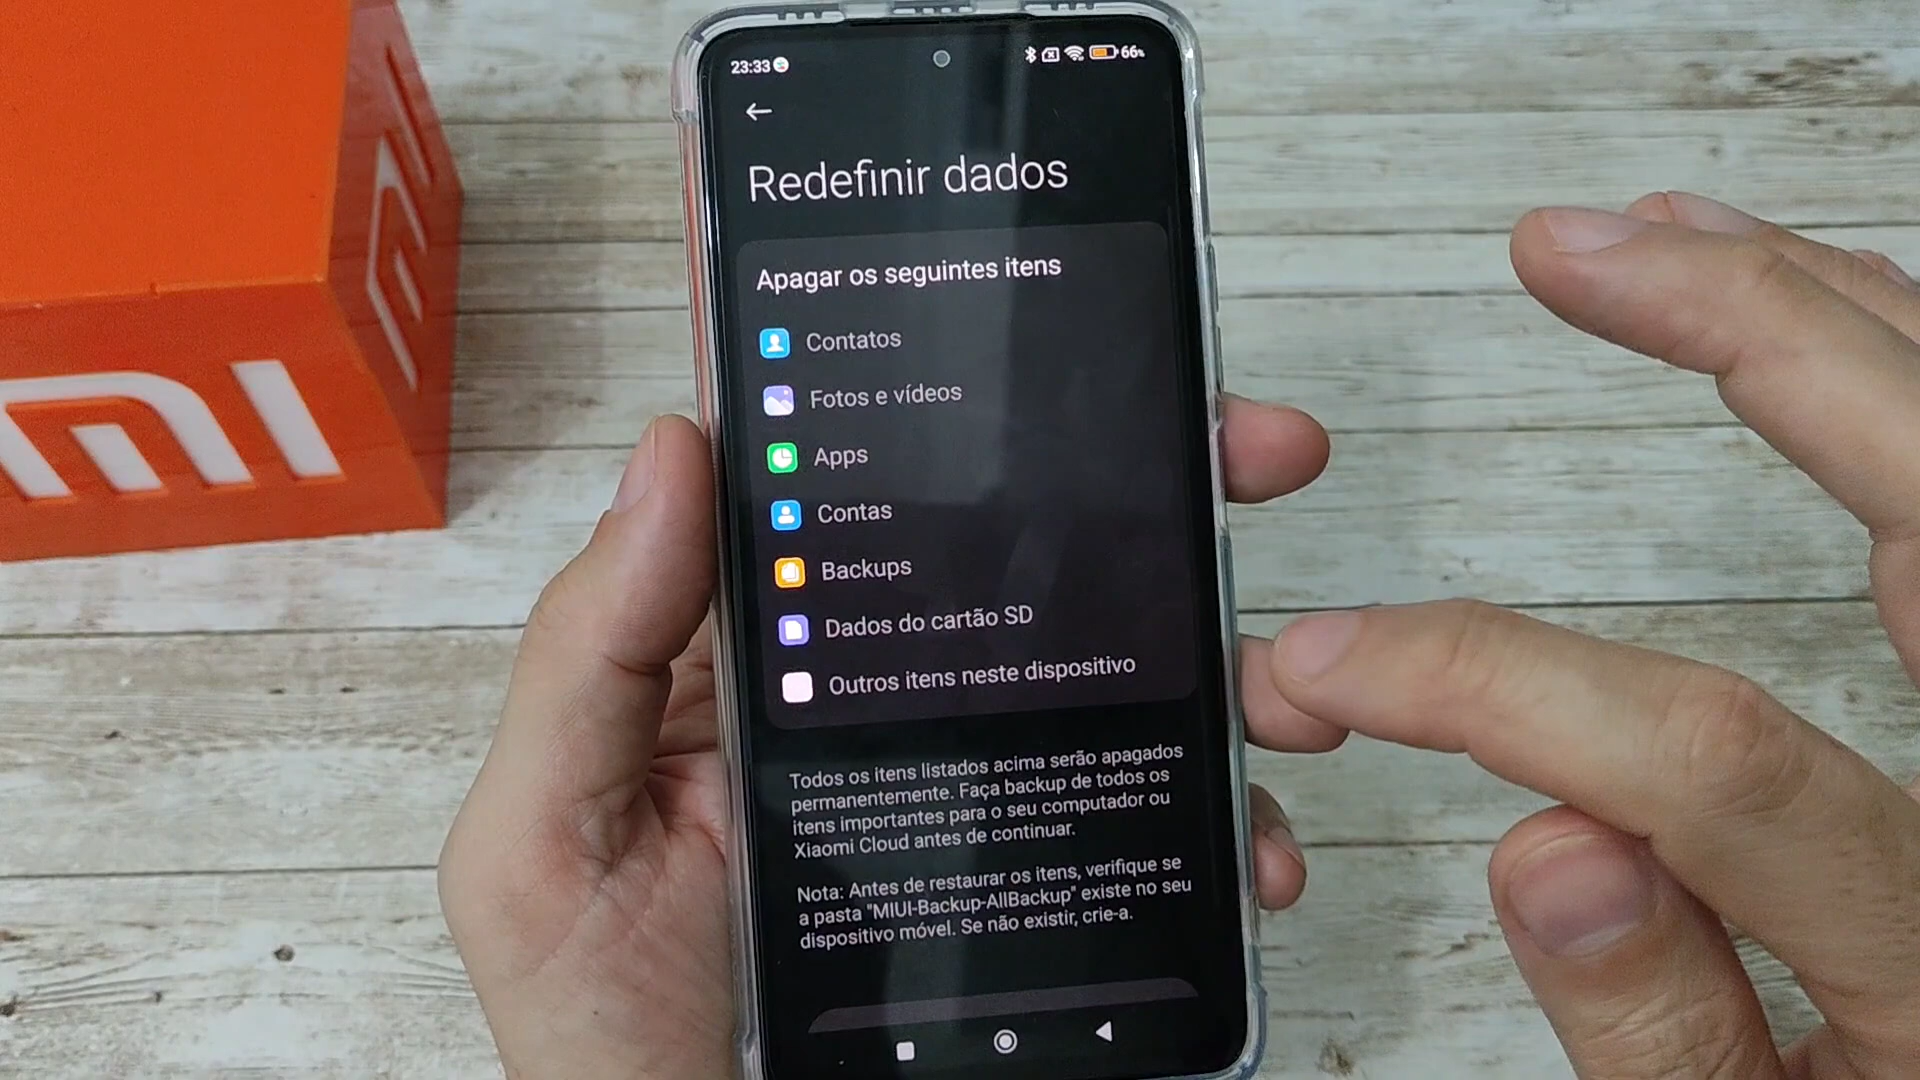 23:33
66%
Redefinir dados
Apagar os seguintes itens
Contatos
Fotos e vídeos
Apps
Contas
Backups
Dados do cartão SD
Outros itens neste dispositivo
Todos os itens listados acima serão apagados
permanentemente. Faça backup de todos os
itens importantes para o seu computador ou
Xiaomi Cloud antes de continuar.
Nota: Antes de restaurar os itens, verifique se
a pasta "MIUI-Backup-AllBackup" existe no seu
dispositivo móvel. Se não existir, crie-a.